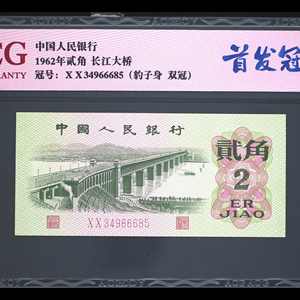 CG
RRANTY
中国人民银行
1962年贰角 长江大桥
冠号：XX34966685（豹子身 双冠）
首发冠
中國人民銀行
貳角
2
ER
JIAO
XX34966685